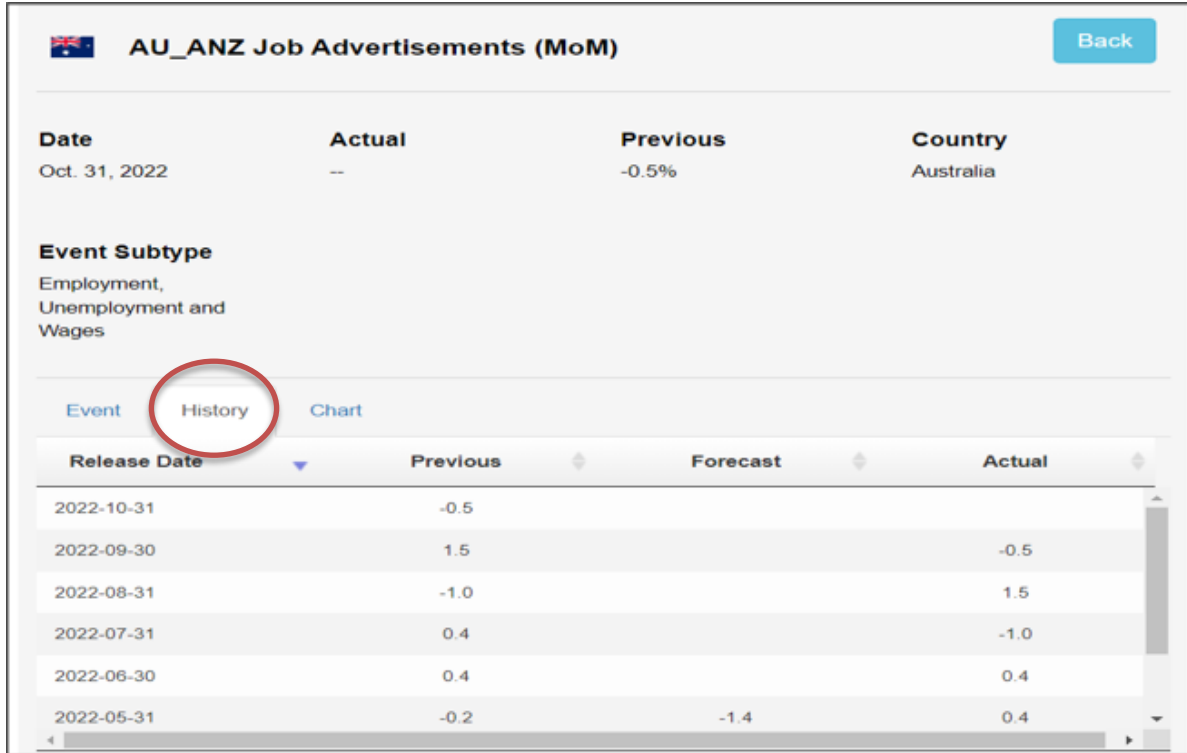 AU_ANZ Job Advertisements (MoM)
Back
Date Actual Previous Country
Oct. 31, 2022 -- -0.5% Australia
Event Subtype
Employment,
Unemployment and
Wages
Event History Chart
Release Date Previous Forecast Actual
2022-10-31 -0.5
2022-09-30 1.5 -0.5
2022-08-31 -1.0 1.5
2022-07-31 0.4 -1.0
2022-06-30 0.4 0.4
2022-05-31 -0.2 -1.4 0.4